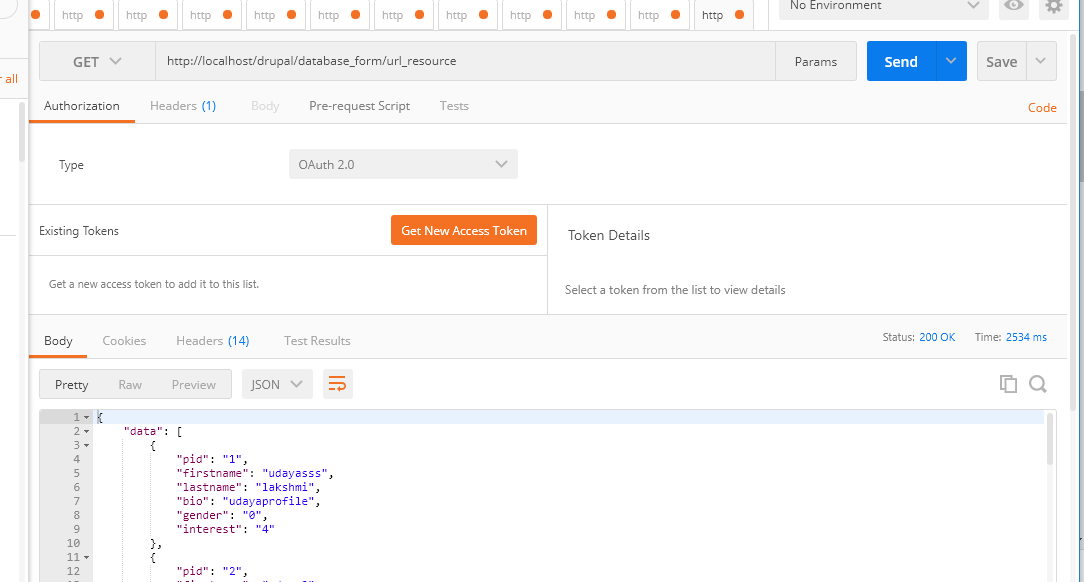 http http http http http http http http http http http
No Environment
GET http://localhost/drupal/database_form/url_resource Params Send Save
all
Authorization Headers (1) Body Pre-request Script Tests Code
Type OAuth 2.0
Existing Tokens Get New Access Token Token Details
Get a new access token to add it to this list. Select a token from the list to view details
Body Cookies Headers (14) Test Results Status: 200 OK Time: 2534 ms
Pretty Raw Preview JSON
1 {
2 "data": [
3 {
4 "pid": "1",
5 "firstname": "udayasss",
6 "lastname": "lakshmi",
7 "bio": "udayaprofile",
8 "gender": "0",
9 "interest": "4"
10 },
11 {
12 "pid": "2",